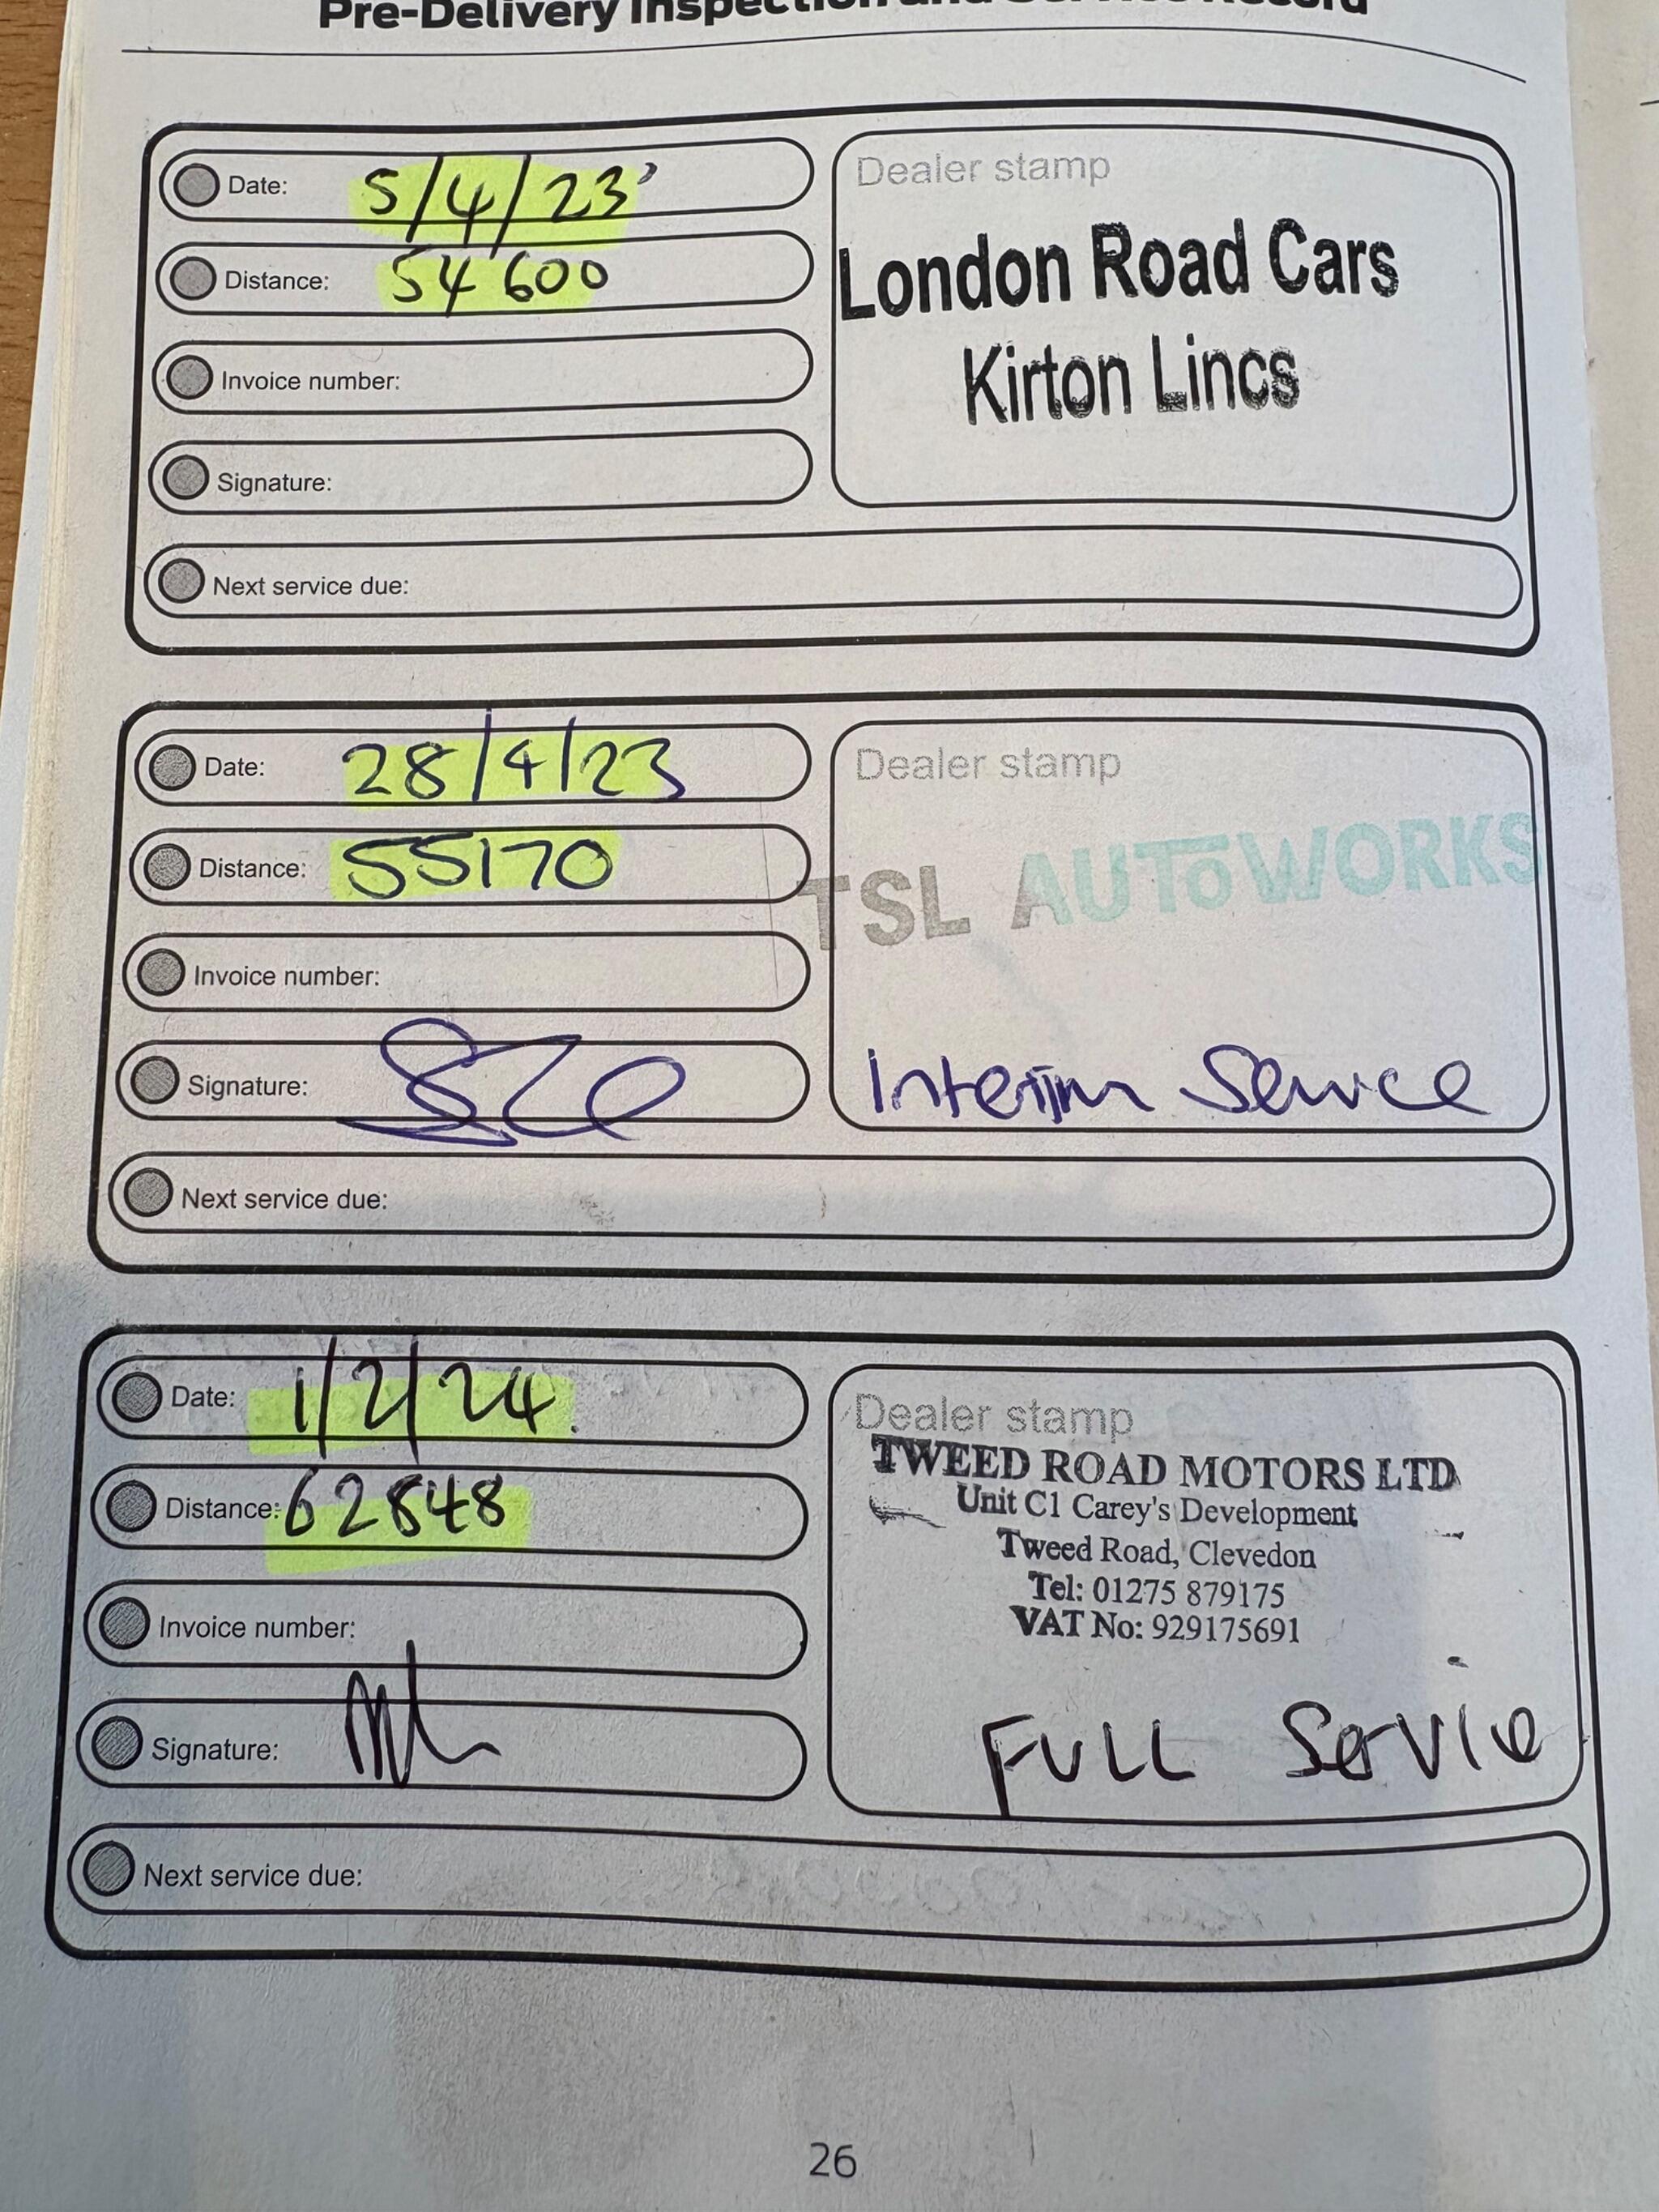 Pre-Delivery Inspection and Service Record
Date: 5/4/23
Distance: 54 600
Invoice number:
Signature:
Dealer stamp
London Road Cars
Kirton Lincs
Next service due:
Date: 28/4/23
Distance: 55170
Invoice number:
Signature:
Dealer stamp
TSL AUTOWORKS
Interim Service
Next service due:
Date: 1/2/24.
Distance: 62848
Invoice number:
Signature:
Dealer stamp
TWEED ROAD MOTORS LTD
Unit C1 Carey's Development
Tweed Road, Clevedon
Tel: 01275 879175
VAT No: 929175691
FULL Service
Next service due:
26